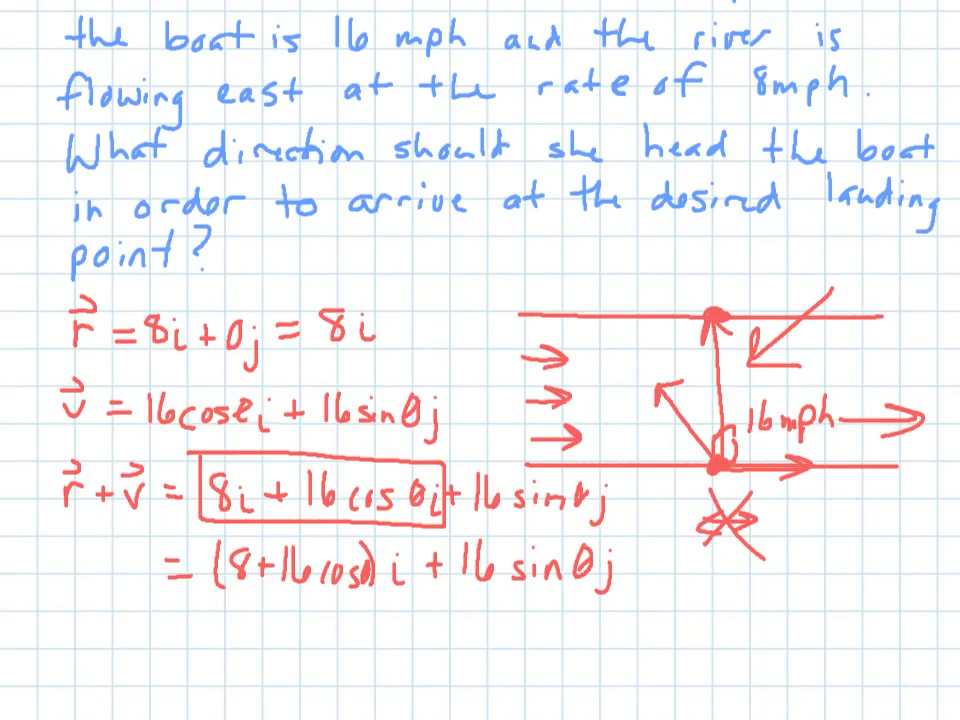 the boat is 16 mph and the river is
flowing east at the rate of 8mph.
What direction should she head the boat
in order to arrive at the desired landing
point?
r⃗ = 8i + 0j = 8i
v⃗ = 16cosθi + 16sinθj
16mph
r⃗ + v⃗ = 8i + 16cosθi + 16sinθj
= (8+16cosθ)i + 16sinθj